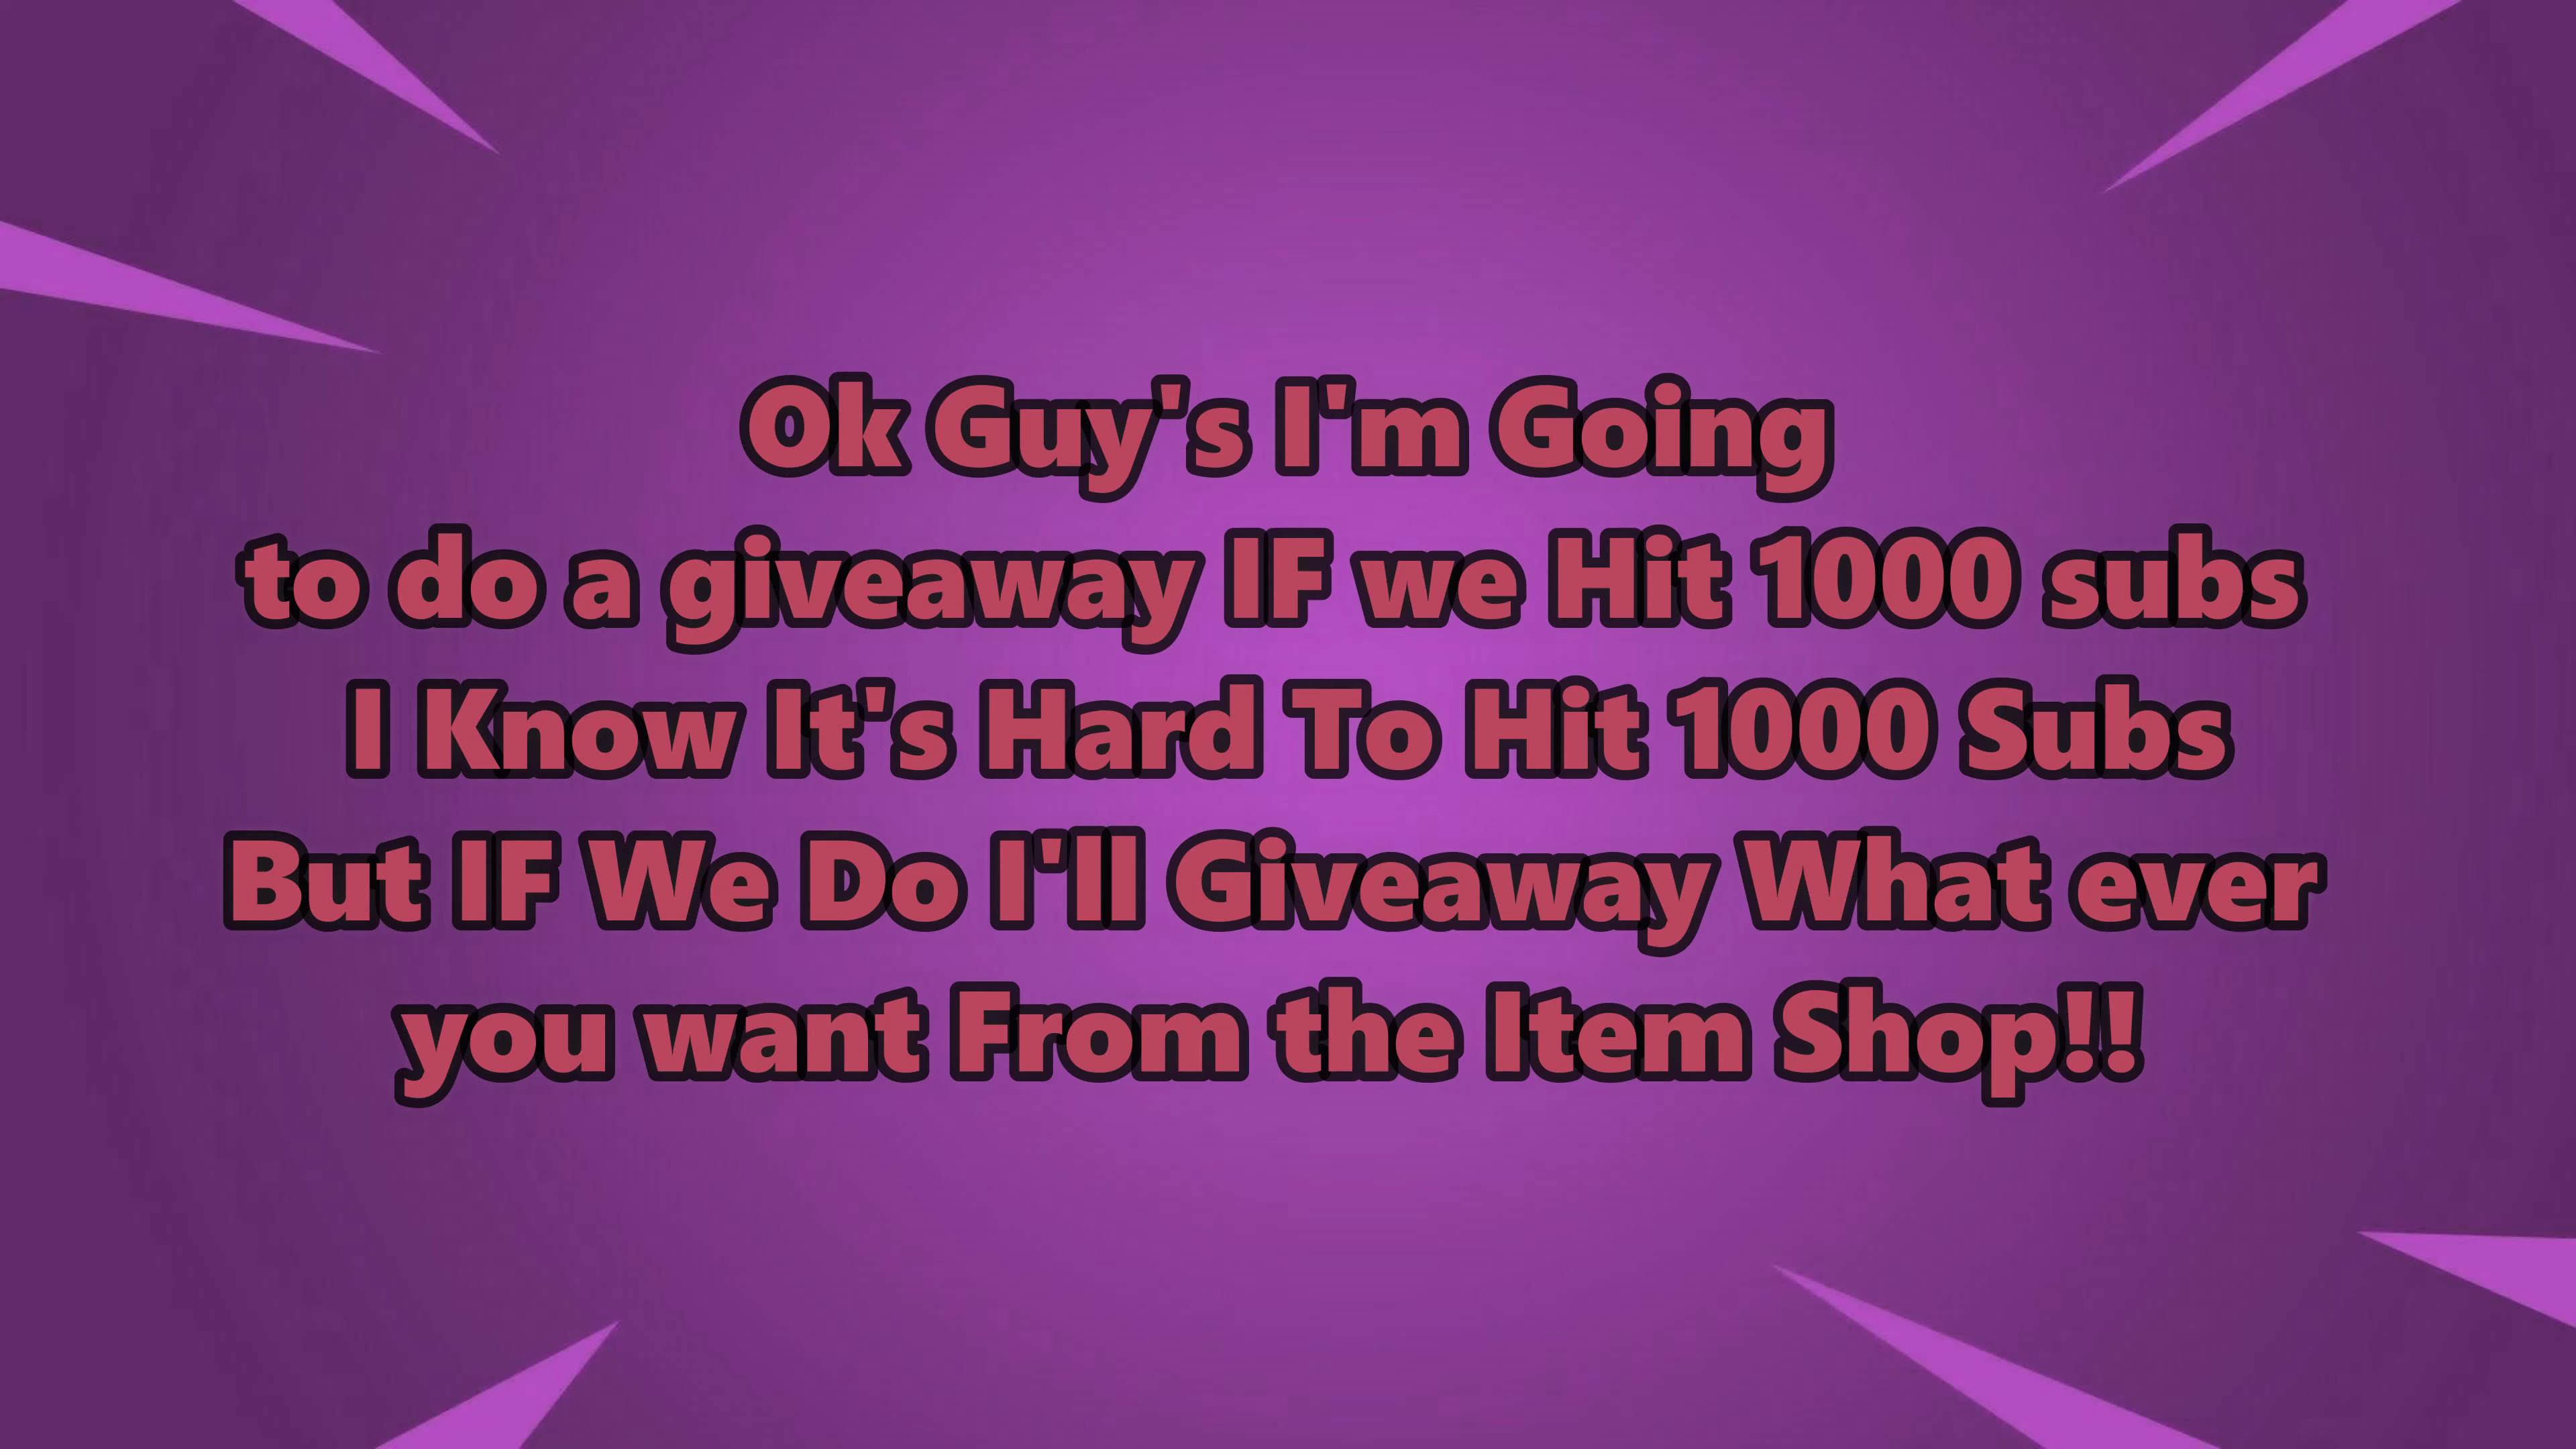 Ok Guy's I'm Going
to do a giveaway IF we Hit 1000 subs
I Know It's Hard To Hit 1000 Subs
But IF We Do I'll Giveaway What ever
you want From the Item Shop!!